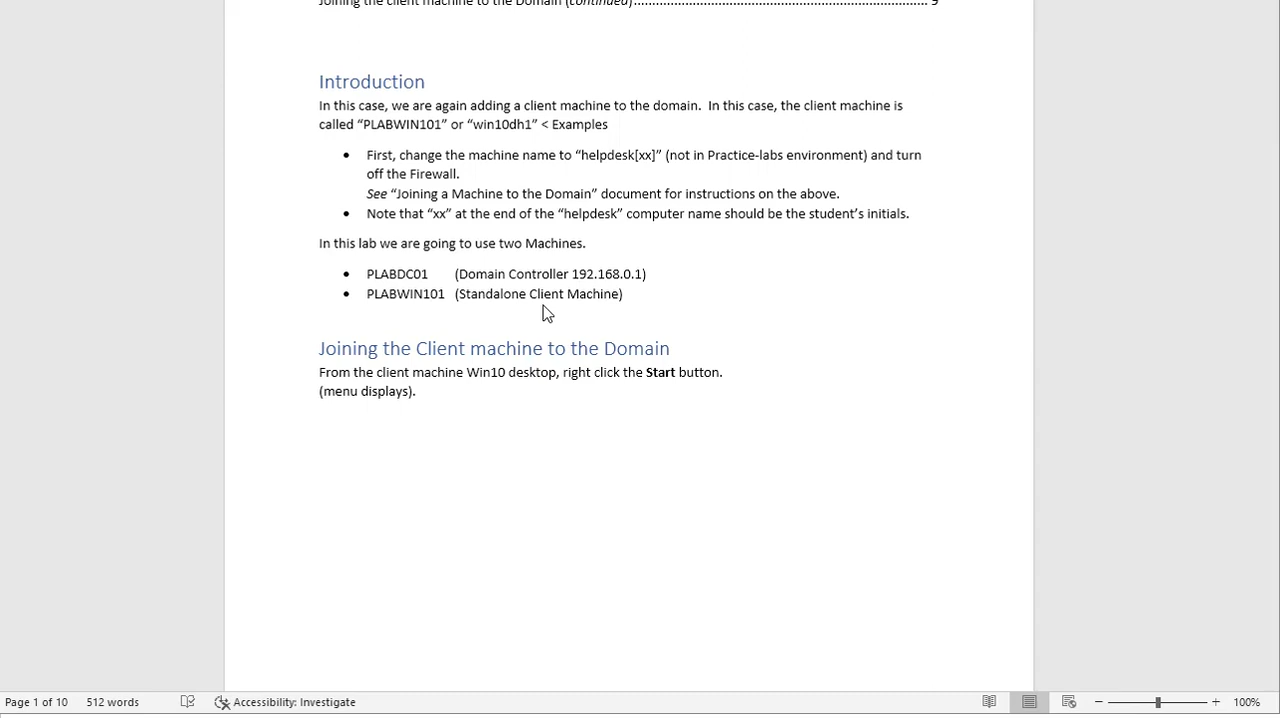 Joining the client machine to the Domain (continued)........................................................................................ 9
Introduction
In this case, we are again adding a client machine to the domain.  In this case, the client machine is
called “PLABWIN101” or “win10dh1” < Examples
• First, change the machine name to “helpdesk[xx]” (not in Practice-labs environment) and turn
off the Firewall.
See “Joining a Machine to the Domain” document for instructions on the above.
• Note that “xx” at the end of the “helpdesk” computer name should be the student’s initials.
In this lab we are going to use two Machines.
• PLABDC01 (Domain Controller 192.168.0.1)
• PLABWIN101 (Standalone Client Machine)
Joining the Client machine to the Domain
From the client machine Win10 desktop, right click the Start button.
(menu displays).
Page 1 of 10 512 words Accessibility: Investigate 100%